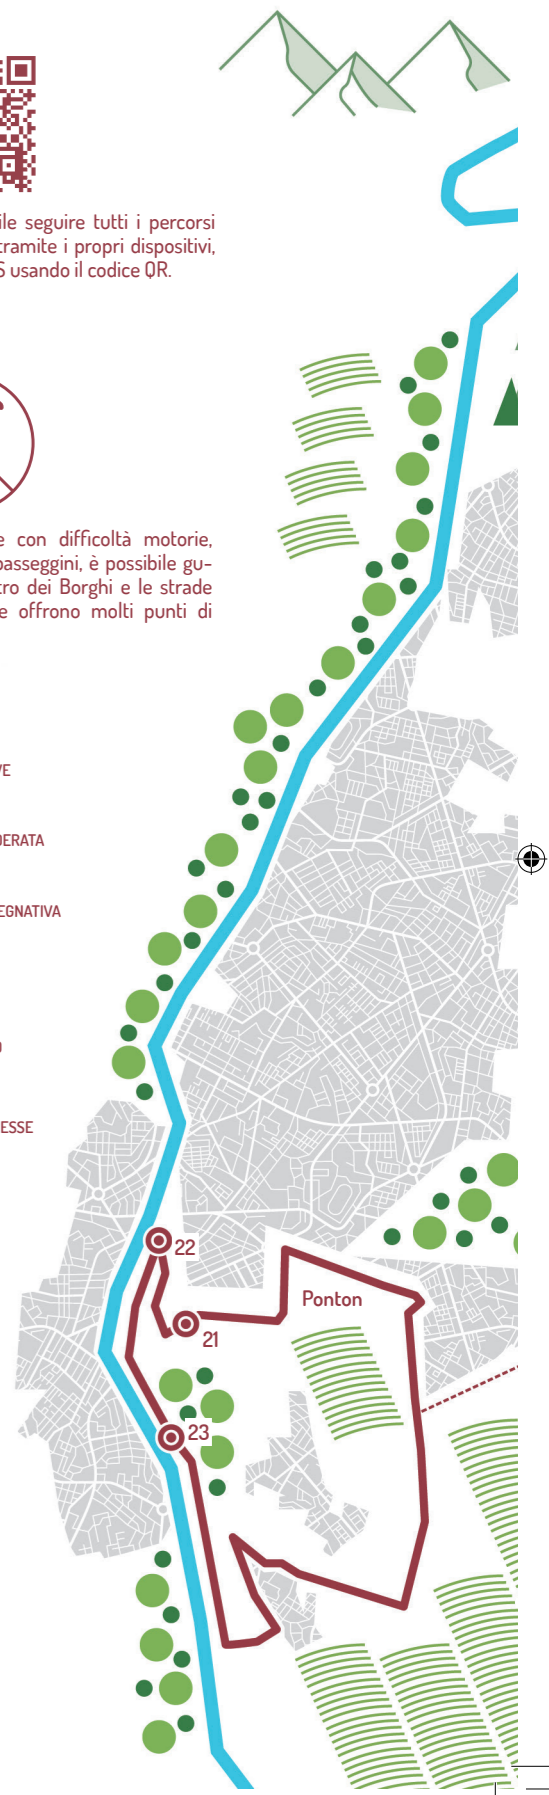 ile seguire tutti i percorsi
tramite i propri dispositivi,
S usando il codice QR.
e con difficoltà motorie,
passeggini, è possibile gu-
tro dei Borghi e le strade
e offrono molti punti di
VE
DERATA
EGNATIVA
O
ESSE
22
Ponton
21
23